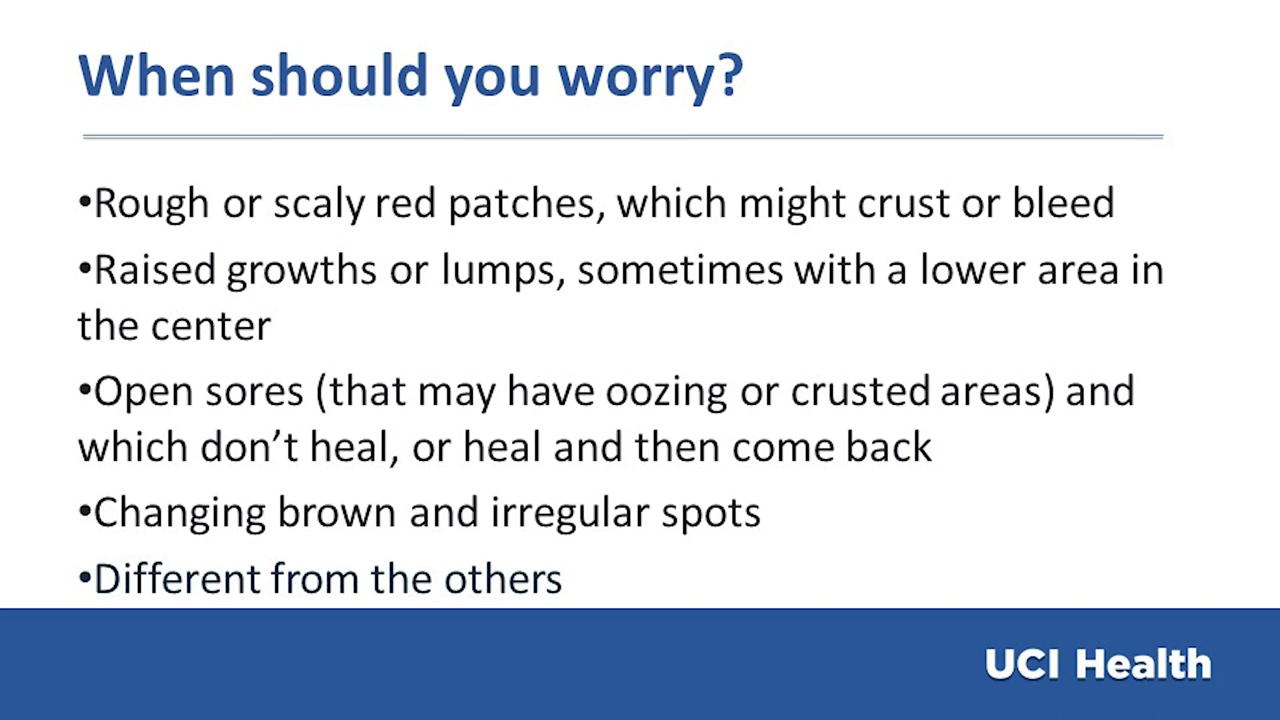 When should you worry?
•Rough or scaly red patches, which might crust or bleed
•Raised growths or lumps, sometimes with a lower area in
the center
•Open sores (that may have oozing or crusted areas) and
which don’t heal, or heal and then come back
•Changing brown and irregular spots
•Different from the others
UCI Health